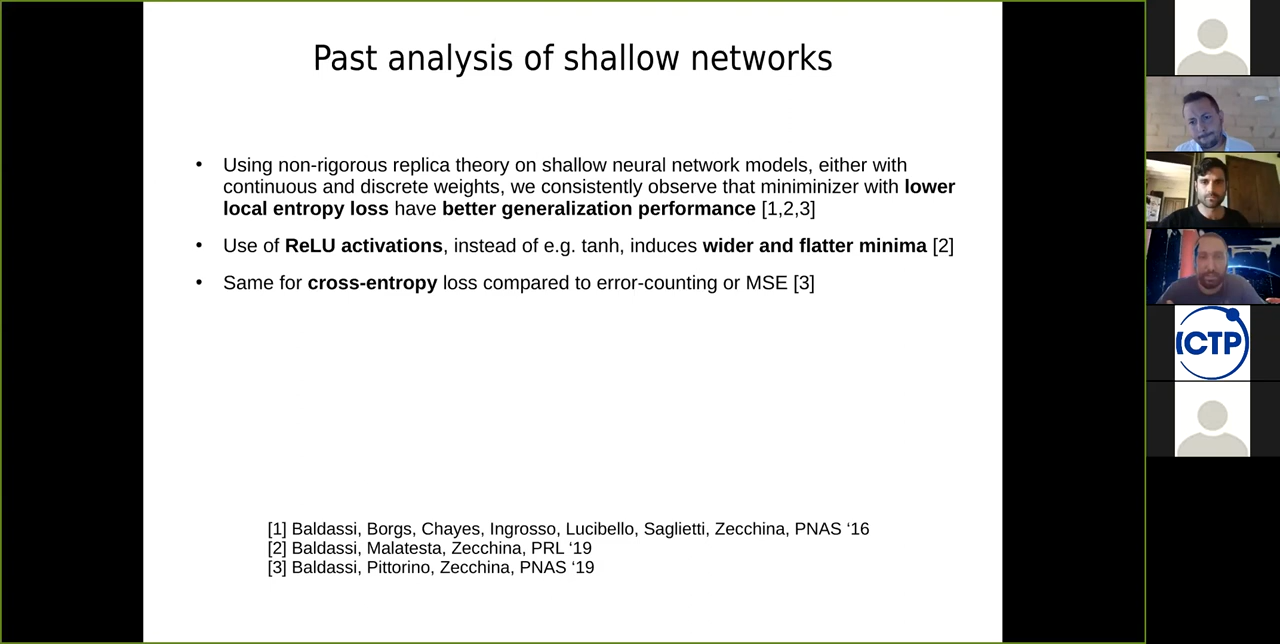 Past analysis of shallow networks
• Using non-rigorous replica theory on shallow neural network models, either with
continuous and discrete weights, we consistently observe that miniminizer with lower
local entropy loss have better generalization performance [1,2,3]
• Use of ReLU activations, instead of e.g. tanh, induces wider and flatter minima [2]
• Same for cross-entropy loss compared to error-counting or MSE [3]
[1] Baldassi, Borgs, Chayes, Ingrosso, Lucibello, Saglietti, Zecchina, PNAS ‘16
[2] Baldassi, Malatesta, Zecchina, PRL ‘19
[3] Baldassi, Pittorino, Zecchina, PNAS ‘19
ICTP